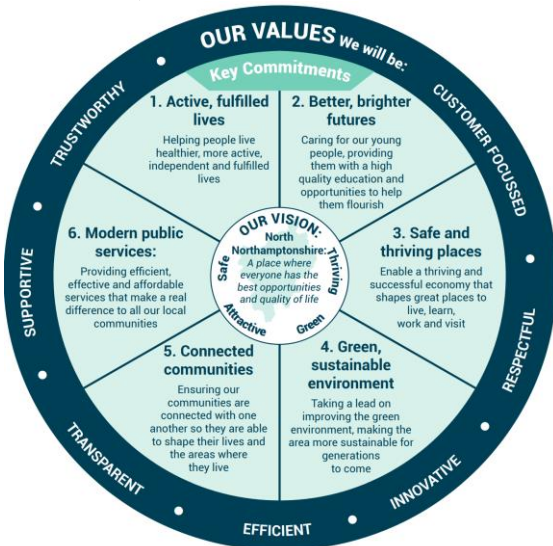 OUR VALUES We will be:
CUSTOMER FOCUSSED
RESPECTFUL
INNOVATIVE
EFFICIENT
TRANSPARENT
SUPPORTIVE
TRUSTWORTHY
Key Commitments
1. Active, fulfilled
lives
Helping people live
healthier, more active,
independent and fulfilled
lives
2. Better, brighter
futures
Caring for our young
people, providing
them with a high
quality education and
opportunities to help
them flourish
3. Safe and
thriving places
Enable a thriving and
successful economy that
shapes great places to
live, learn,
work and visit
4. Green,
sustainable
environment
Taking a lead on
improving the green
environment, making the
area more sustainable for
generations
to come
5. Connected
communities
Ensuring our
communities are
connected with one
another so they are able
to shape their lives and
the areas where
they live
6. Modern public
services:
Providing efficient,
effective and affordable
services that make a real
difference to all our local
communities
OUR VISION:
North
Northamptonshire:
A place where
everyone has the
best opportunities
and quality of life
Safe
Thriving
Attractive
Green